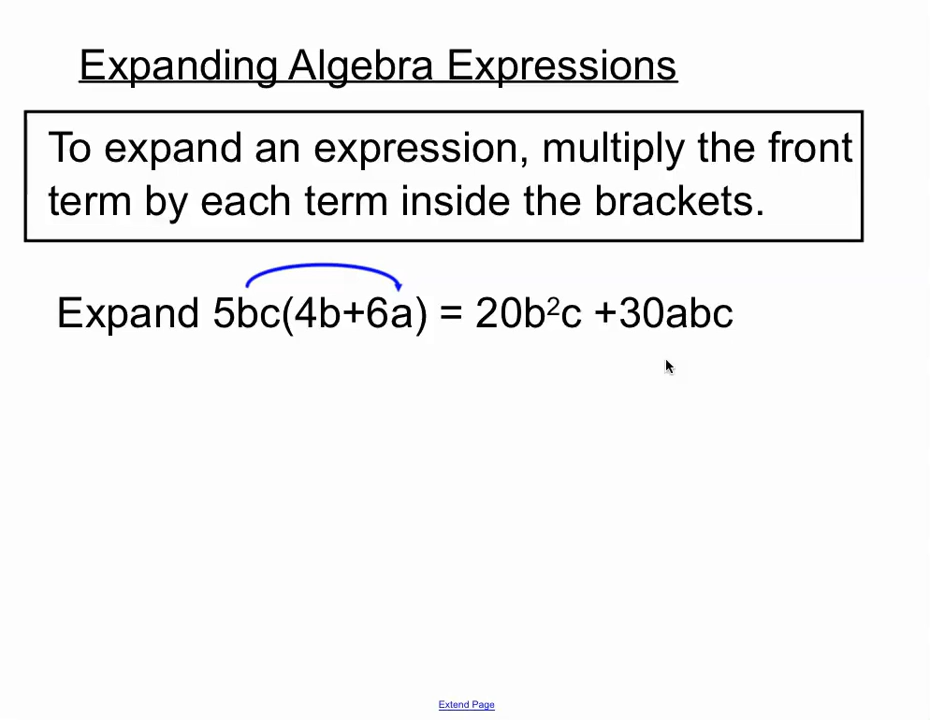 Expanding Algebra Expressions
To expand an expression, multiply the front
term by each term inside the brackets.
Expand 5bc(4b+6a) = 20b²c +30abc
Extend Page